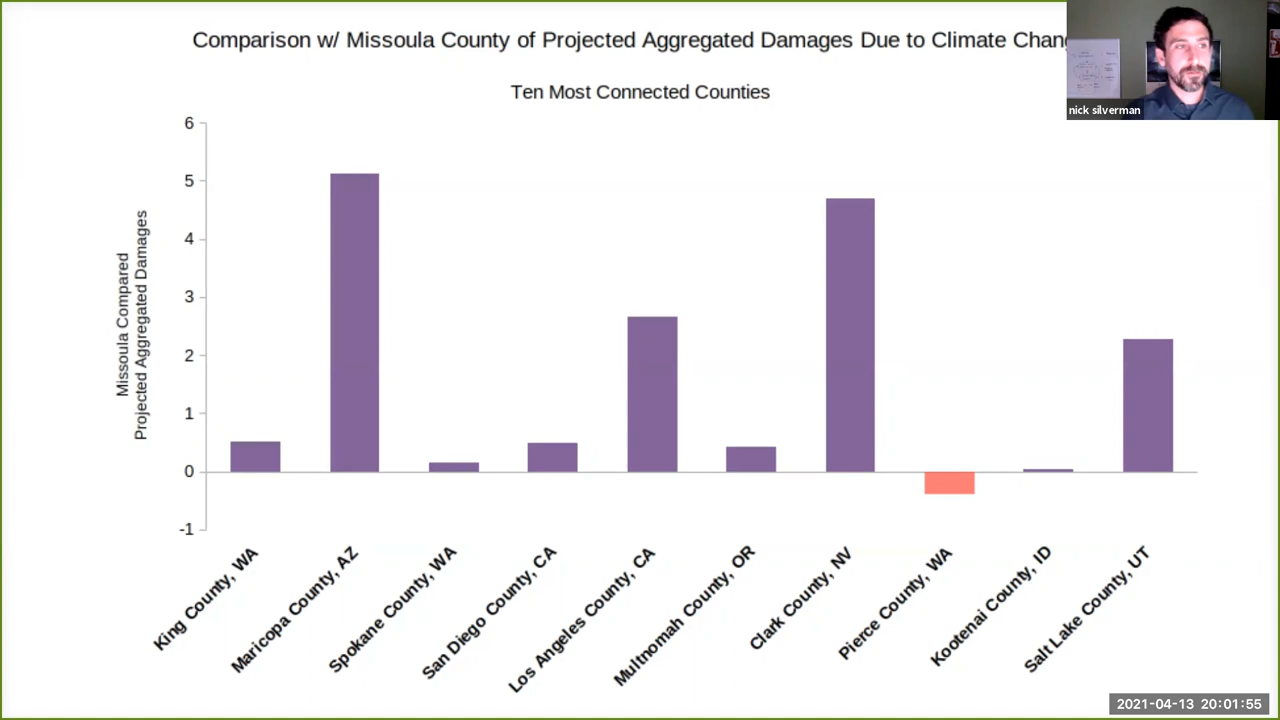 Comparison w/ Missoula County of Projected Aggregated Damages Due to Climate
nick silverman
Ten Most Connected Counties
Missoula Compared
Projected Aggregated Damages
6
5
4
3
2
1
0
-1
King County, WA
Maricopa County, AZ
Spokane County, WA
San Diego County, CA
Los Angeles County, CA
Multnomah County, OR
Clark County, NV
Pierce County, WA
Kootenai County, ID
Salt Lake County, UT
2021-04-13 20:01:55